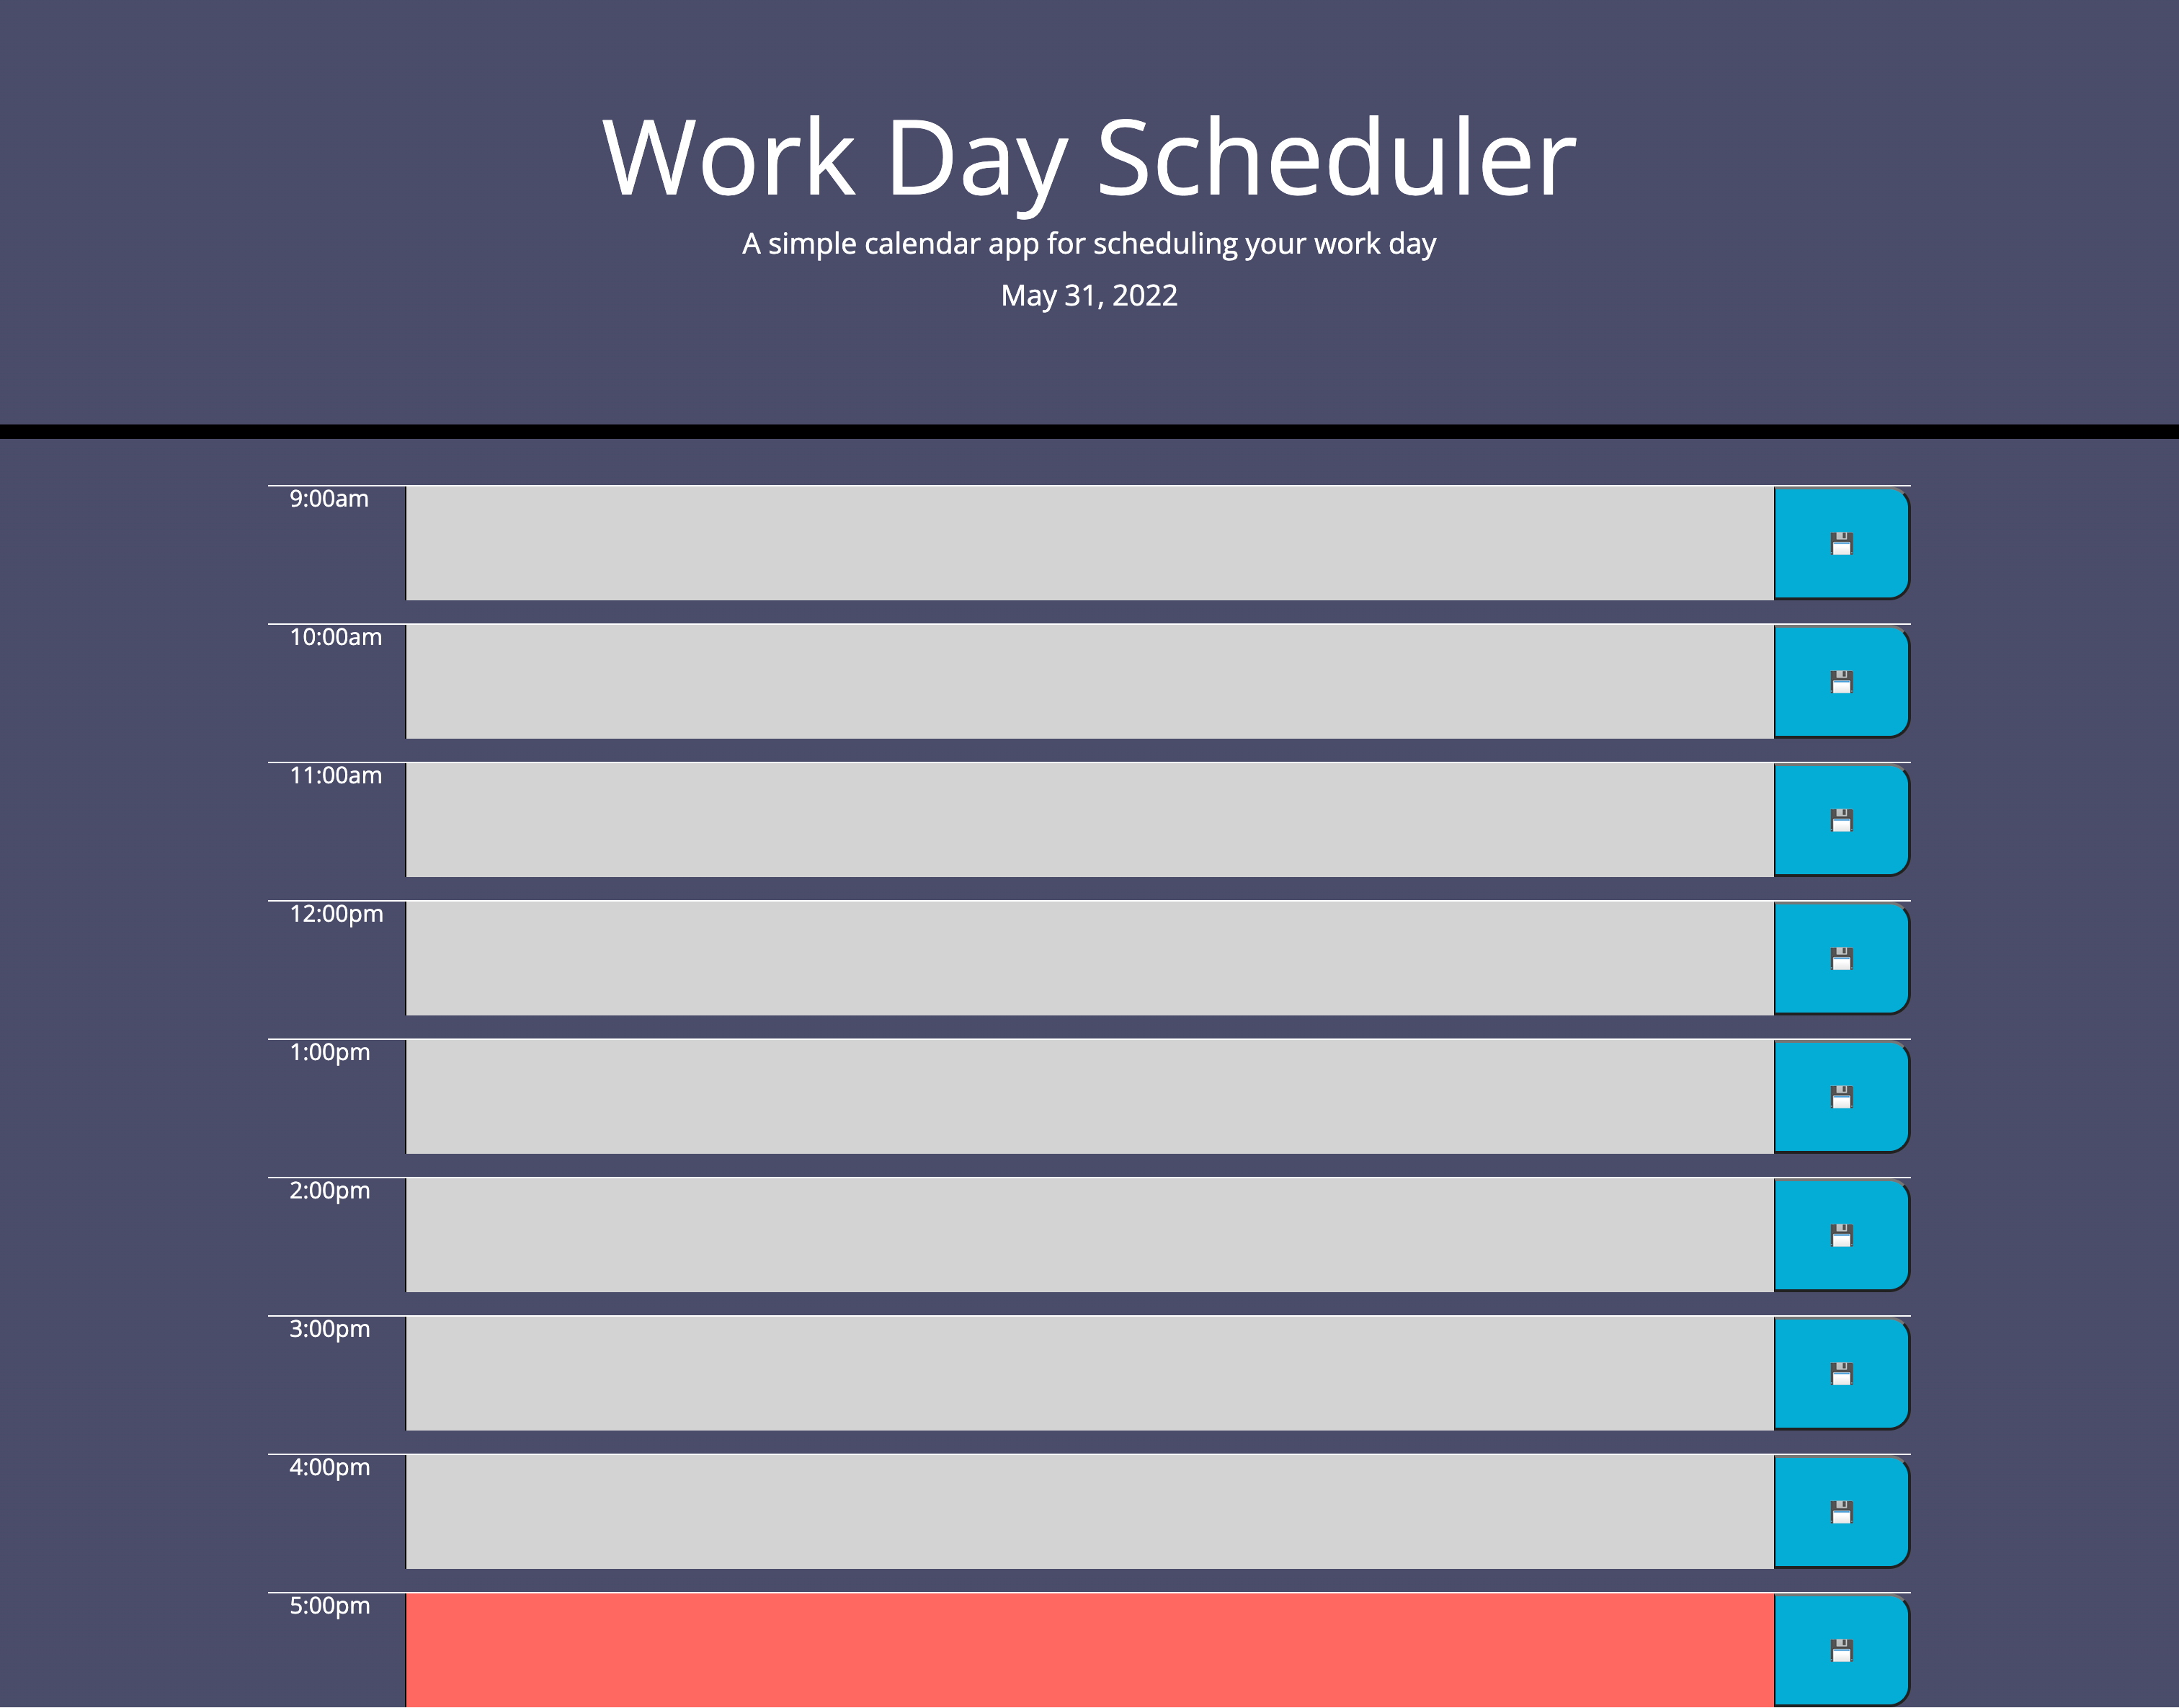 Work Day Scheduler
A simple calendar app for scheduling your work day
May 31, 2022
9:00am
10:00am
11:00am
12:00pm
1:00pm
2:00pm
3:00pm
4:00pm
5:00pm